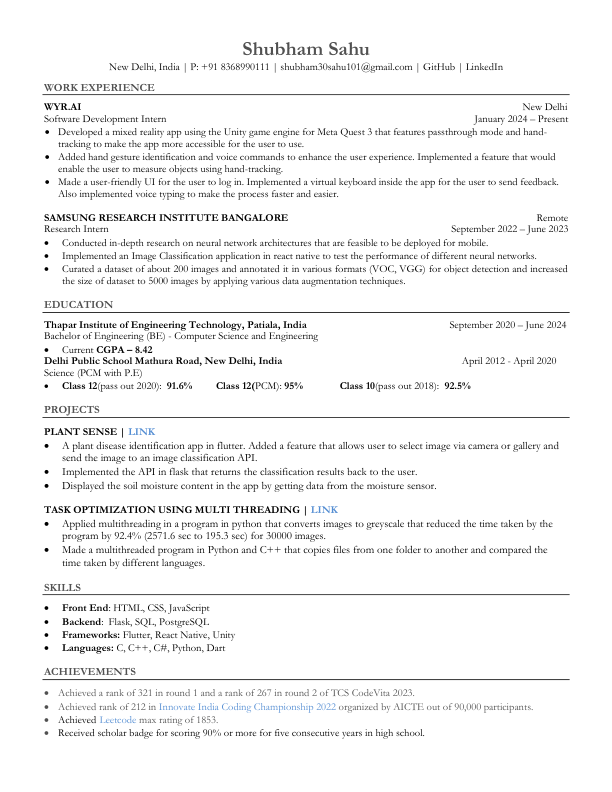 Shubham Sahu
New Delhi, India | P: +91 8368990111 | shubham30sahu101@gmail.com | GitHub | LinkedIn
WORK EXPERIENCE
WYR.AI New Delhi
Software Development Intern January 2024 – Present
• Developed a mixed reality app using the Unity game engine for Meta Quest 3 that features passthrough mode and hand-
tracking to make the app more accessible for the user to use.
• Added hand gesture identification and voice commands to enhance the user experience. Implemented a feature that would
enable the user to measure objects using hand-tracking.
• Made a user-friendly UI for the user to log in. Implemented a virtual keyboard inside the app for the user to send feedback.
Also implemented voice typing to make the process faster and easier.
SAMSUNG RESEARCH INSTITUTE BANGALORE Remote
Research Intern September 2022 – June 2023
• Conducted in-depth research on neural network architectures that are feasible to be deployed for mobile.
• Implemented an Image Classification application in react native to test the performance of different neural networks.
• Curated a dataset of about 200 images and annotated it in various formats (VOC, VGG) for object detection and increased
the size of dataset to 5000 images by applying various data augmentation techniques.
EDUCATION
Thapar Institute of Engineering Technology, Patiala, India September 2020 – June 2024
Bachelor of Engineering (BE) - Computer Science and Engineering
• Current CGPA – 8.42
Delhi Public School Mathura Road, New Delhi, India April 2012 - April 2020
Science (PCM with P.E)
• Class 12(pass out 2020): 91.6% Class 12(PCM): 95% Class 10(pass out 2018): 92.5%
PROJECTS
PLANT SENSE | LINK
• A plant disease identification app in flutter. Added a feature that allows user to select image via camera or gallery and
send the image to an image classification API.
• Implemented the API in flask that returns the classification results back to the user.
• Displayed the soil moisture content in the app by getting data from the moisture sensor.
TASK OPTIMIZATION USING MULTI THREADING | LINK
• Applied multithreading in a program in python that converts images to greyscale that reduced the time taken by the
program by 92.4% (2571.6 sec to 195.3 sec) for 30000 images.
• Made a multithreaded program in Python and C++ that copies files from one folder to another and compared the
time taken by different languages.
SKILLS
• Front End: HTML, CSS, JavaScript
• Backend: Flask, SQL, PostgreSQL
• Frameworks: Flutter, React Native, Unity
• Languages: C, C++, C#, Python, Dart
ACHIEVEMENTS
• Achieved a rank of 321 in round 1 and a rank of 267 in round 2 of TCS CodeVita 2023.
• Achieved rank of 212 in Innovate India Coding Championship 2022 organized by AICTE out of 90,000 participants.
• Achieved Leetcode max rating of 1853.
• Received scholar badge for scoring 90% or more for five consecutive years in high school.